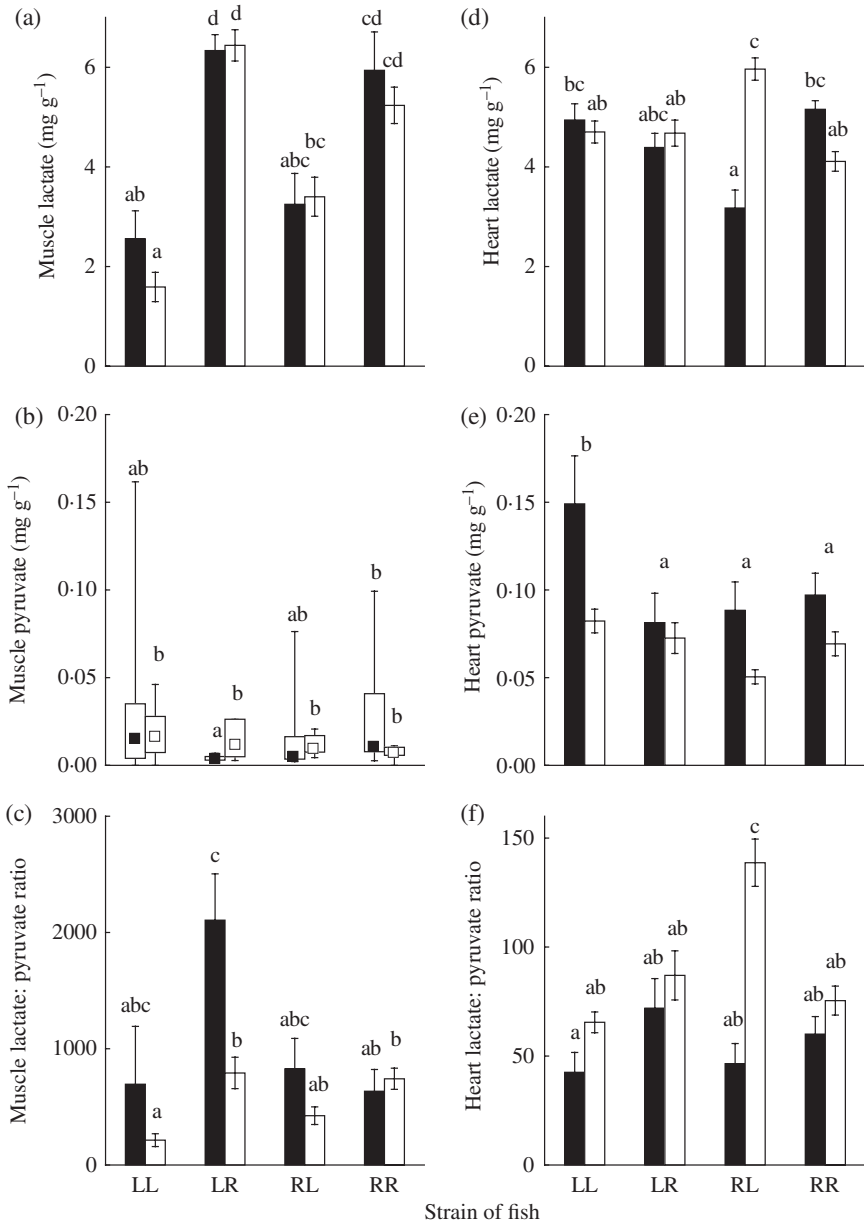 (a)
Muscle lactate (mg g⁻¹)
6
4
2
0
ab
a
d
d
abc
bc
cd
cd
(b)
Muscle pyruvate (mg g⁻¹)
0·20
0·15
0·10
0·05
0·00
ab
b
a
b
ab
b
b
b
(c)
Muscle lactate: pyruvate ratio
3000
2000
1000
0
abc
a
c
b
abc
ab
ab
b
LL LR RL RR
(d)
Heart lactate (mg g⁻¹)
6
4
2
0
bc
ab
abc
ab
a
c
bc
ab
(e)
Heart pyruvate (mg g⁻¹)
0·20
0·15
0·10
0·05
0·00
b
a
a
a
(f)
Heart lactate: pyruvate ratio
150
100
50
0
a
ab
ab
ab
ab
c
ab
ab
LL LR RL RR
Strain of fish